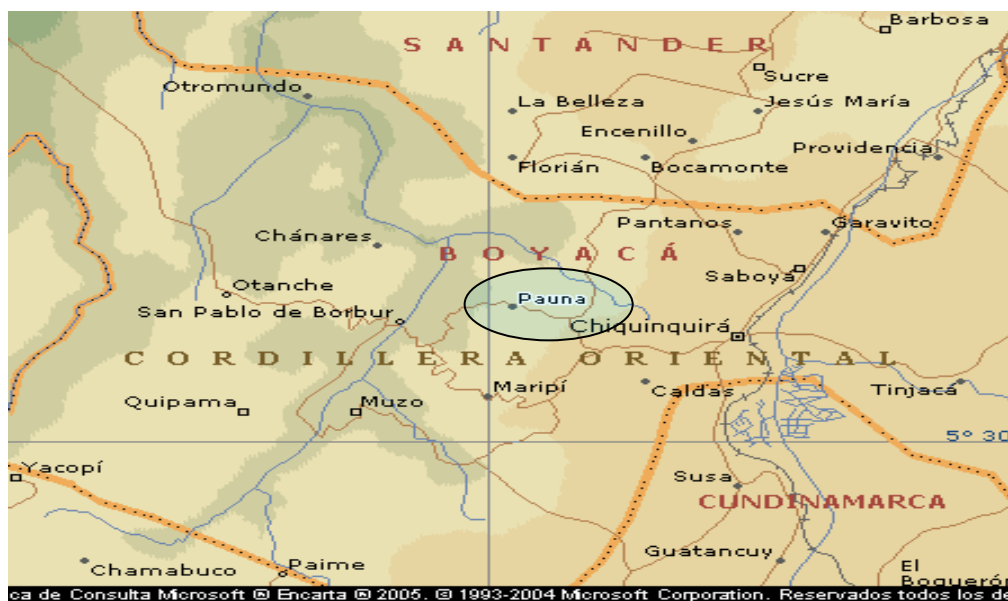 Barbosa
SANTANDER
Sucre
Otromundo
La Belleza
Jesús María
Encenillo
Providencia
Florián
Bocamonte
Pantanos
Garavito
Chánares
BOYACÁ
Saboyá
Otanche
Pauna
San Pablo de Borbur
Chiquinquirá
CORDILLERA ORIENTAL
Maripí
Caldas
Tinjacá
Quipama
Muzo
5° 30
Yacopí
Susa
CUNDINAMARCA
Guatancuy
Chamabuco
Paime
El
Boquerón
ca de Consulta Microsoft ® Encarta ® 2005. © 1993-2004 Microsoft Corporation. Reservados todos los d